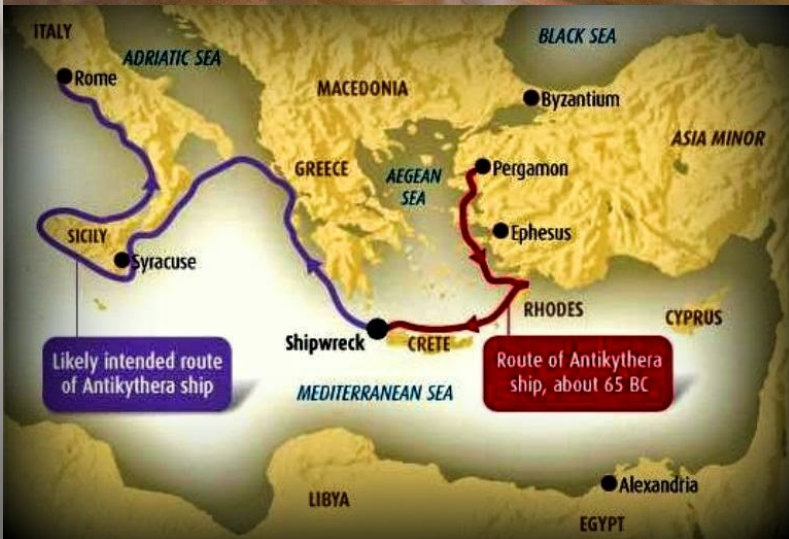 ITALY
ADRIATIC SEA
BLACK SEA
Rome
MACEDONIA
Byzantium
ASIA MINOR
GREECE
AEGEAN
SEA
Pergamon
SICILY
Ephesus
Syracuse
RHODES
CYPRUS
Shipwreck
CRETE
Likely intended route
of Antikythera ship
Route of Antikythera
ship, about 65 BC
MEDITERRANEAN SEA
LIBYA
Alexandria
EGYPT